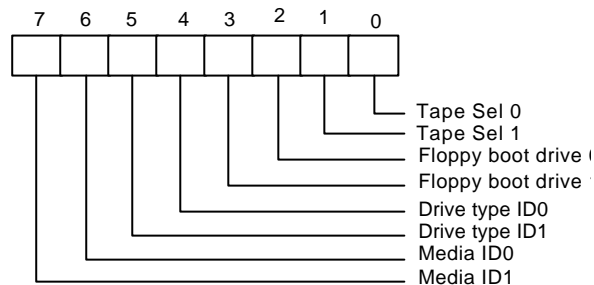 7 6 5 4 3 2 1 0
Tape Sel 0
Tape Sel 1
Floppy boot drive
Floppy boot drive
Drive type ID0
Drive type ID1
Media ID0
Media ID1